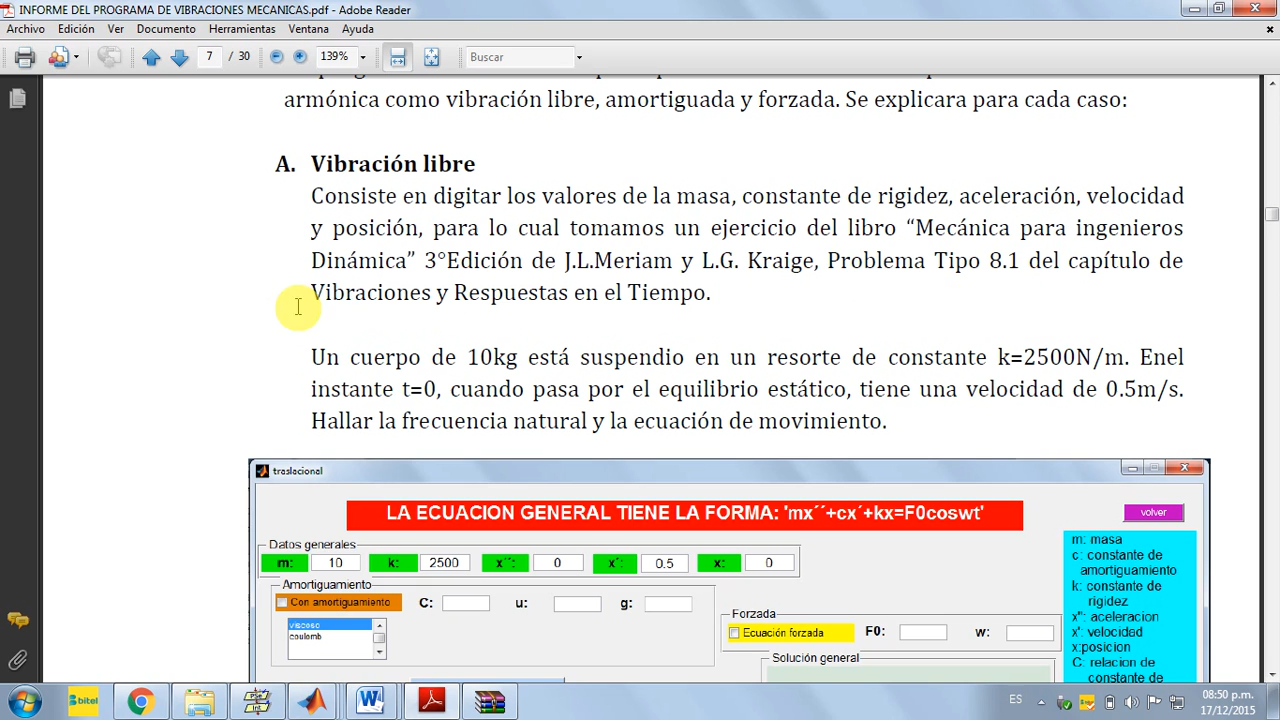 INFORME DEL PROGRAMA DE VIBRACIONES MECANICAS.pdf - Adobe Reader
Archivo Edición Ver Documento Herramientas Ventana Ayuda
7 / 30 139% Buscar
armónica como vibración libre, amortiguada y forzada. Se explicara para cada caso:
A. Vibración libre
Consiste en digitar los valores de la masa, constante de rigidez, aceleración, velocidad
y posición, para lo cual tomamos un ejercicio del libro “Mecánica para ingenieros
Dinámica” 3°Edición de J.L.Meriam y L.G. Kraige, Problema Tipo 8.1 del capítulo de
Vibraciones y Respuestas en el Tiempo.
Un cuerpo de 10kg está suspendio en un resorte de constante k=2500N/m. Enel
instante t=0, cuando pasa por el equilibrio estático, tiene una velocidad de 0.5m/s.
Hallar la frecuencia natural y la ecuación de movimiento.
traslacional
LA ECUACION GENERAL TIENE LA FORMA: 'mx´´+cx´+kx=F0coswt'
volver
Datos generales
m: 10 k: 2500 x´´: 0 x´: 0.5 x: 0
Amortiguamiento
Con amortiguamiento C: u: g:
viscoso
coulomb
Forzada
Ecuación forzada F0: w:
Solución general
m: masa
c: constante de
amortiguamiento
k: constante de
rigidez
x'': aceleracion
x': velocidad
x:posicion
C: relacion de
constante de
bitel
ES
08:50 p.m.
17/12/2015